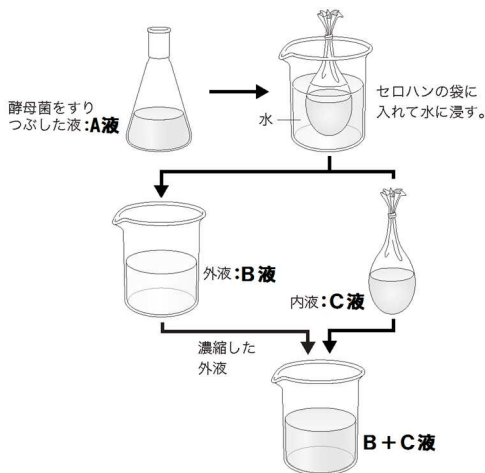 酵母菌をすり
つぶした液:A液
水
セロハンの袋に
入れて水に浸す。
外液:B液
内液:C液
濃縮した
外液
B+C液